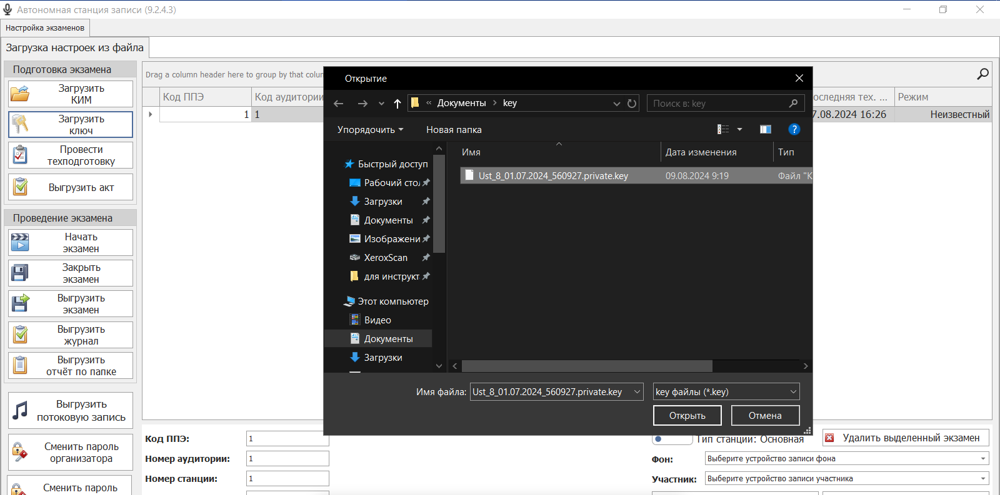 Автономная станция записи (9.2.4.3)
Настройка экзаменов
Загрузка настроек из файла
Подготовка экзамена
Загрузить
КИМ
Загрузить
ключ
Провести
техподготовку
Выгрузить акт
Проведение экзамена
Начать
экзамен
Закрыть
экзамен
Выгрузить
экзамен
Выгрузить
журнал
Выгрузить
отчёт по папке
Выгрузить
потоковую запись
Сменить пароль
организатора
Сменить пароль
Drag a column header here to group by that colun
Код ППЭ
Код аудитории
оследняя тех. ...
Режим
1
1
7.08.2024 16:26
Неизвестный
Открытие
« Документы > key
Поиск в: key
Упорядочить
Новая папка
?
Имя
Дата изменения
Тип
Ust_8_01.07.2024_560927.private.key
09.08.2024 9:19
Файл "K
Быстрый доступ
Рабочий сто
Загрузки
Документы
Изображени
XeroxScan
для инструкт
Этот компьютер
Видео
Документы
Загрузки
Имя файла:
Ust_8_01.07.2024_560927.private.key
key файлы (*.key)
Открыть
Отмена
Код ППЭ:
1
Номер аудитории:
1
Номер станции:
1
Тип станции: Основная
Удалить выделенный экзамен
Фон:
Выберите устройство записи фона
Участник:
Выберите устройство записи участника